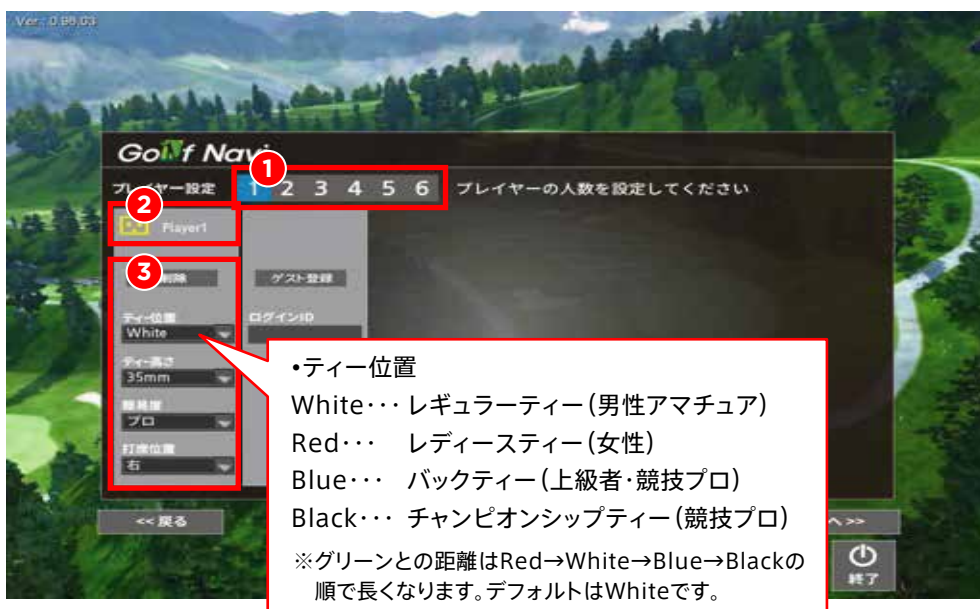 Ver.: 0.98.03
Golf Navi
プレイヤー設定
1 2 3 4 5 6
プレイヤーの人数を設定してください
1
2
Player1
3
削除
ゲスト登録
ティー位置
White
ログインID
ティー高さ
35mm
難易度
プロ
打席位置
右
•ティー位置
White･･･ レギュラーティー（男性アマチュア）
Red･･･ レディースティー（女性）
Blue･･･ バックティー（上級者･競技プロ）
Black･･･ チャンピオンシップティー（競技プロ）
※グリーンとの距離はRed→White→Blue→Blackの
順で長くなります。デフォルトはWhiteです。
<< 戻る
へ >>
終了